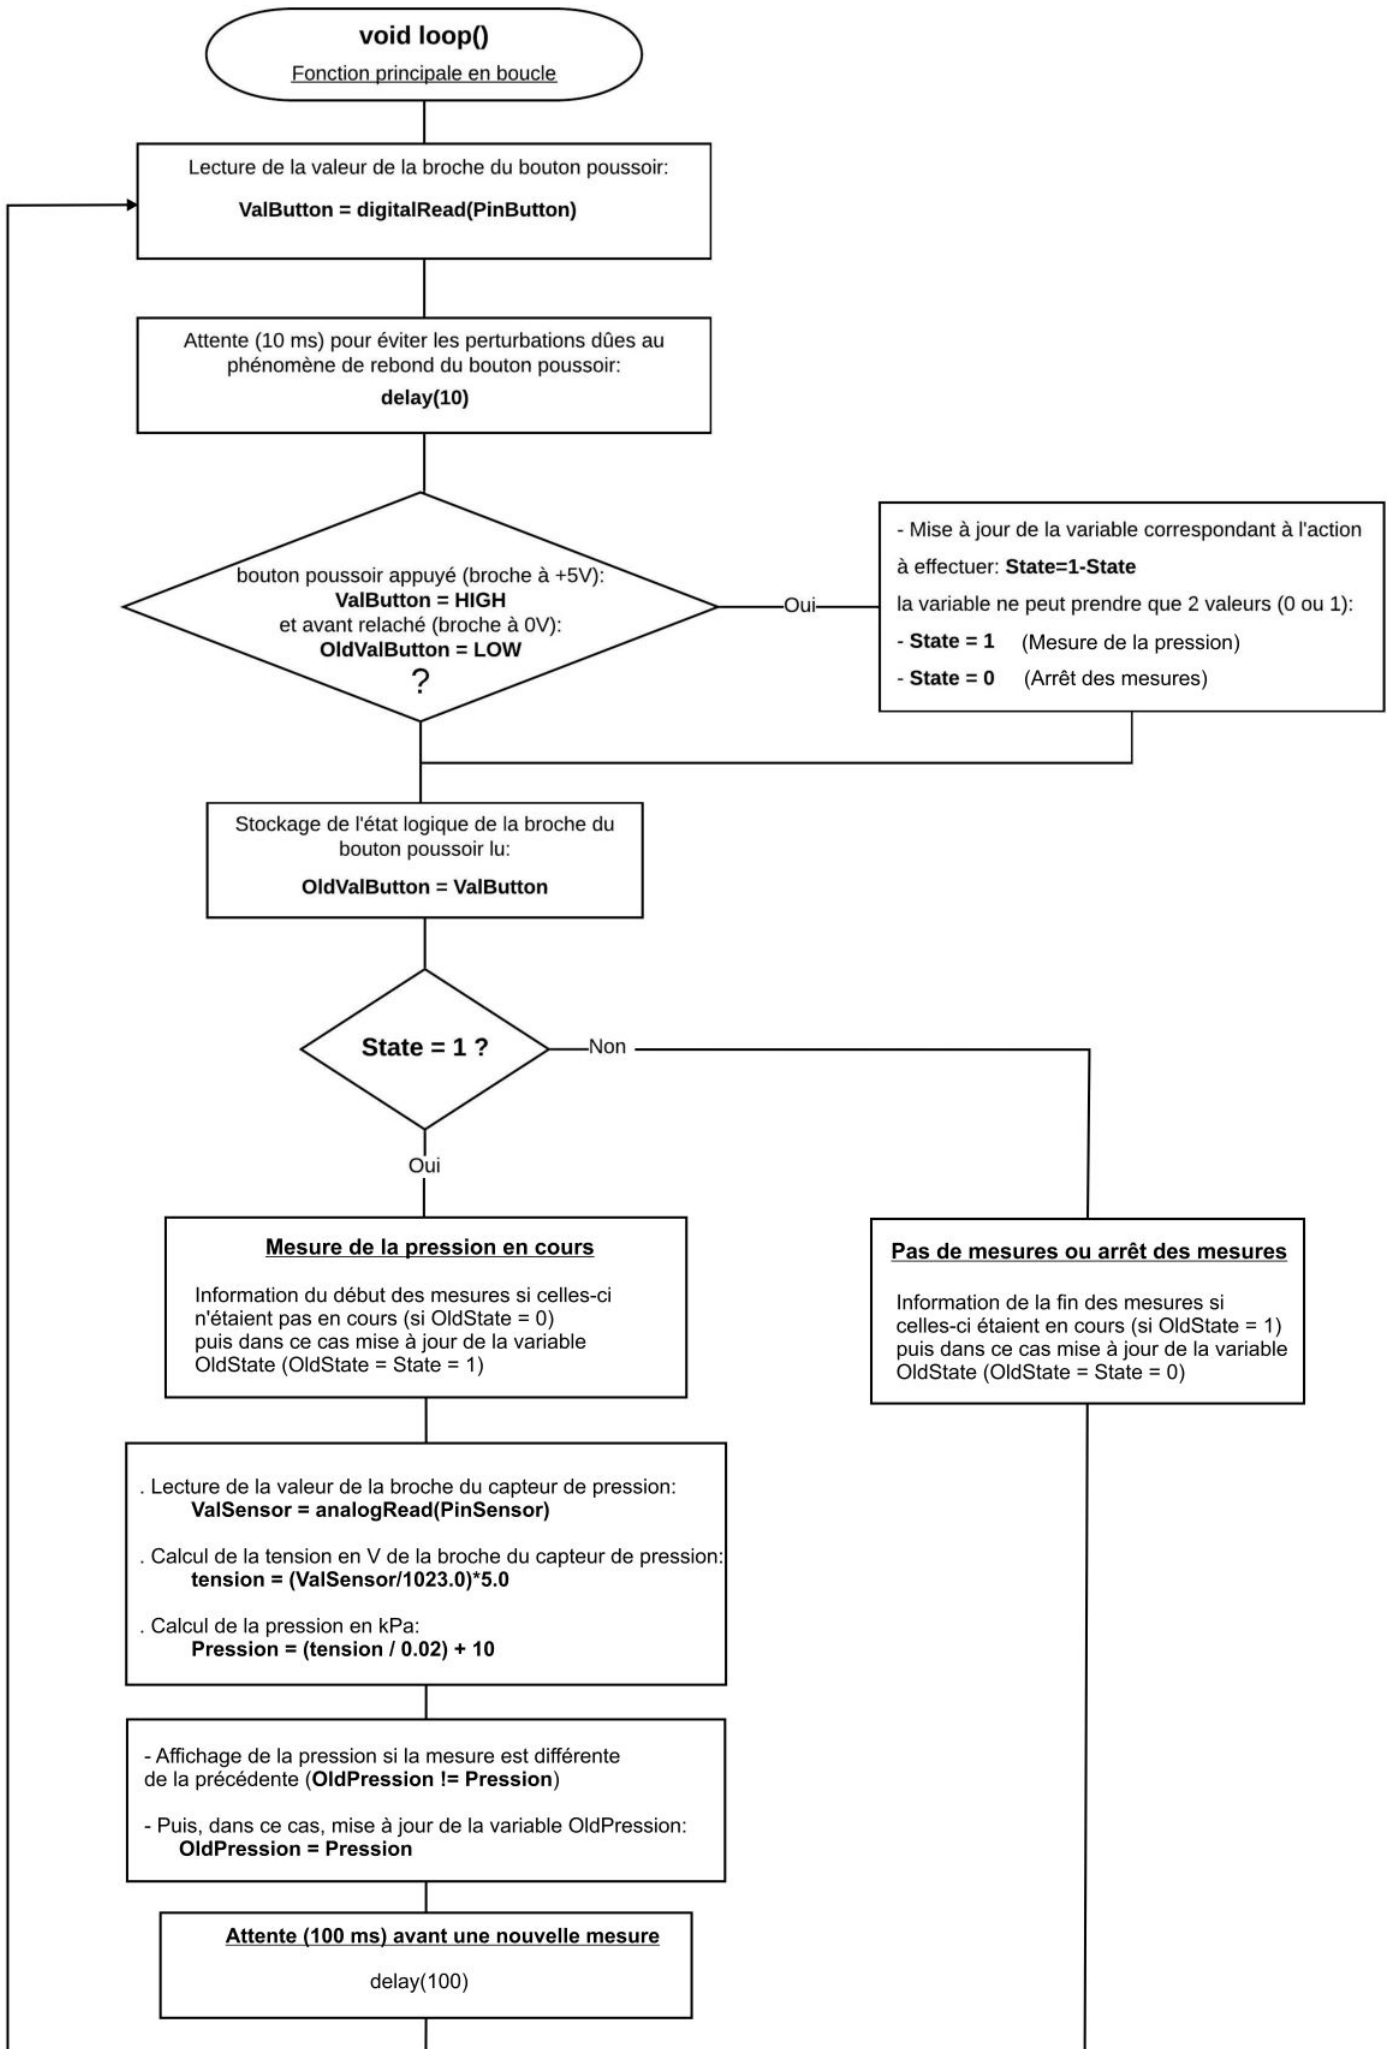 void loop()
Fonction principale en boucle
Lecture de la valeur de la broche du bouton poussoir:
ValButton = digitalRead(PinButton)
Attente (10 ms) pour éviter les perturbations dûes au
phénomène de rebond du bouton poussoir:
delay(10)
bouton poussoir appuyé (broche à +5V):
ValButton = HIGH
et avant relaché (broche à 0V):
OldValButton = LOW
?
Oui
- Mise à jour de la variable correspondant à l'action
à effectuer: State=1-State
la variable ne peut prendre que 2 valeurs (0 ou 1):
- State = 1 (Mesure de la pression)
- State = 0 (Arrêt des mesures)
Stockage de l'état logique de la broche du
bouton poussoir lu:
OldValButton = ValButton
State = 1 ?
Non
Oui
Mesure de la pression en cours
Information du début des mesures si celles-ci
n'étaient pas en cours (si OldState = 0)
puis dans ce cas mise à jour de la variable
OldState (OldState = State = 1)
Pas de mesures ou arrêt des mesures
Information de la fin des mesures si
celles-ci étaient en cours (si OldState = 1)
puis dans ce cas mise à jour de la variable
OldState (OldState = State = 0)
. Lecture de la valeur de la broche du capteur de pression:
ValSensor = analogRead(PinSensor)
. Calcul de la tension en V de la broche du capteur de pression:
tension = (ValSensor/1023.0)*5.0
. Calcul de la pression en kPa:
Pression = (tension / 0.02) + 10
- Affichage de la pression si la mesure est différente
de la précédente (OldPression != Pression)
- Puis, dans ce cas, mise à jour de la variable OldPression:
OldPression = Pression
Attente (100 ms) avant une nouvelle mesure
delay(100)